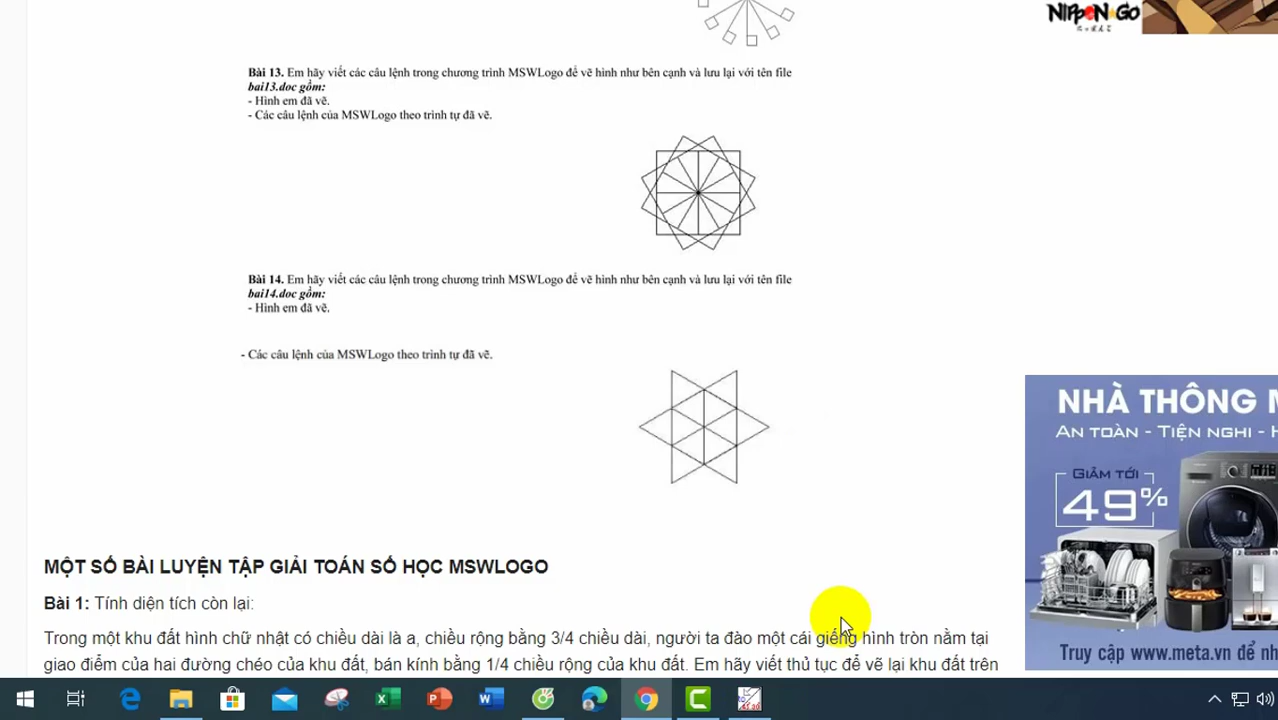 NIPPON★GO
にっぽんご
Bài 13. Em hãy viết các câu lệnh trong chương trình MSWLogo để vẽ hình như bên cạnh và lưu lại với tên file
bai13.doc gồm:
- Hình em đã vẽ.
- Các câu lệnh của MSWLogo theo trình tự đã vẽ.
Bài 14. Em hãy viết các câu lệnh trong chương trình MSWLogo để vẽ hình như bên cạnh và lưu lại với tên file
bai14.doc gồm:
- Hình em đã vẽ.
- Các câu lệnh của MSWLogo theo trình tự đã vẽ.
NHÀ THÔNG M
AN TOÀN - TIỆN NGHI - H
GIẢM TỚI
49%
Truy cập www.meta.vn để nh
MỘT SỐ BÀI LUYỆN TẬP GIẢI TOÁN SỐ HỌC MSWLOGO
Bài 1: Tính diện tích còn lại:
Trong một khu đất hình chữ nhật có chiều dài là a, chiều rộng bằng 3/4 chiều dài, người ta đào một cái giếng hình tròn nằm tại
giao điểm của hai đường chéo của khu đất, bán kính bằng 1/4 chiều rộng của khu đất. Em hãy viết thủ tục để vẽ lại khu đất trên